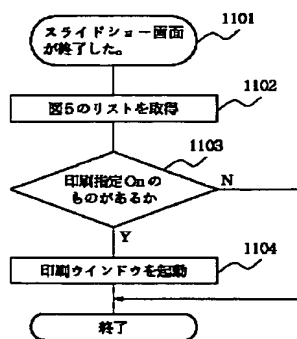 スライドショー画面
が終了した。
1101
図5のリストを取得
1102
印刷指定Onの
ものがあるか
1103
N
Y
印刷ウインドウを起動
1104
終了